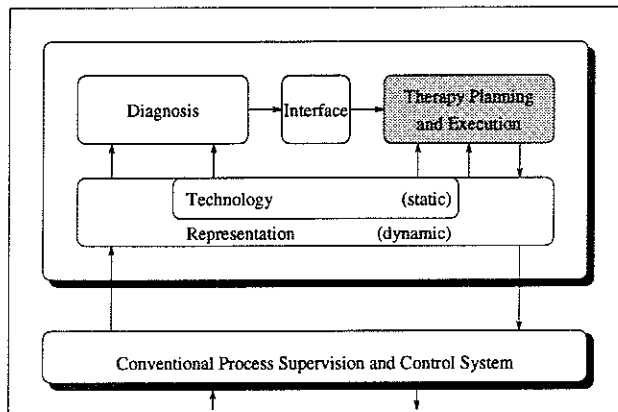 Diagnosis
Interface
Therapy Planning
and Execution
Technology (static)
Representation (dynamic)
Conventional Process Supervision and Control System